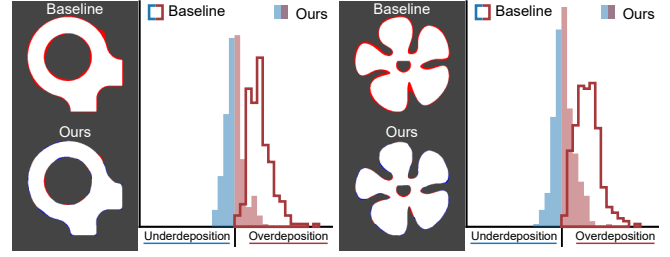 Baseline
Ours
Baseline
Ours
Underdeposition
Overdeposition
Baseline
Ours
Baseline
Ours
Underdeposition
Overdeposition